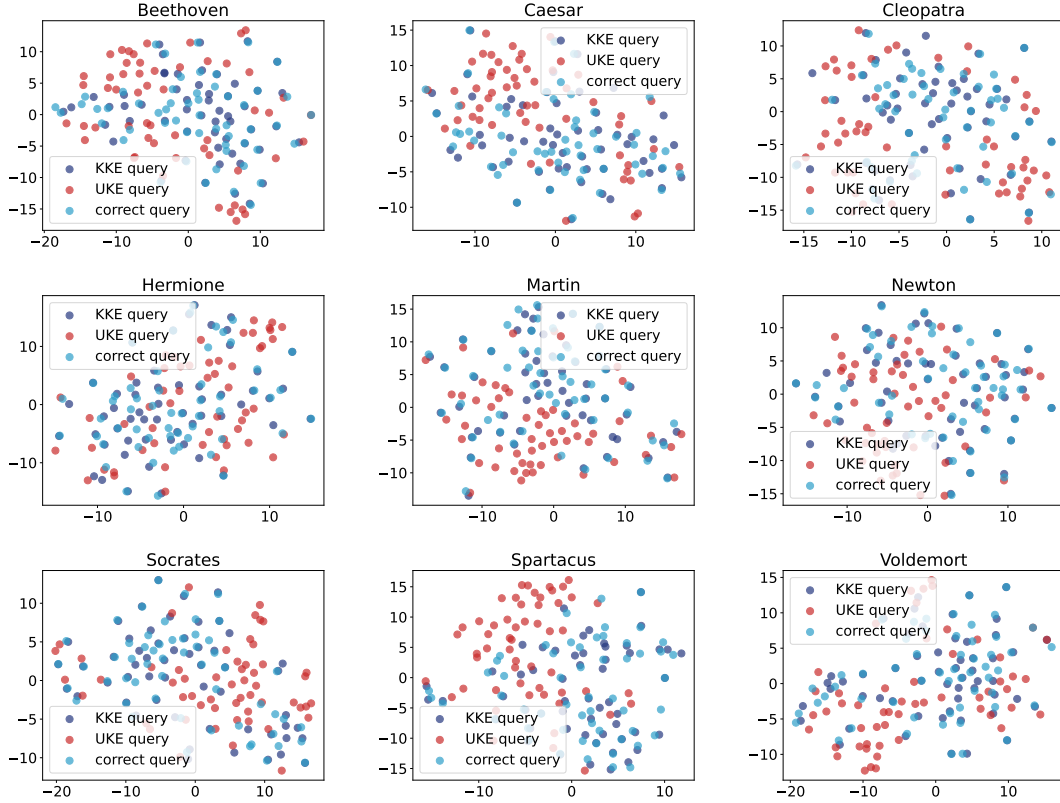 Beethoven
10
5
0
−5
−10
−15
KKE query
UKE query
correct query
−20
−10
0
10
Caesar
15
10
5
0
−5
−10
KKE query
UKE query
correct query
−10
0
10
Cleopatra
10
5
0
−5
−10
−15
KKE query
UKE query
correct query
−15
−10
−5
0
5
10
Hermione
10
0
−10
KKE query
UKE query
correct query
−10
0
10
Martin
15
10
5
0
−5
−10
KKE query
UKE query
correct query
−10
0
10
Newton
10
5
0
−5
−10
−15
KKE query
UKE query
correct query
−10
0
10
Socrates
10
5
0
−5
−10
KKE query
UKE query
correct query
−20
−10
0
10
Spartacus
15
10
5
0
−5
−10
−15
KKE query
UKE query
correct query
−10
0
10
Voldemort
15
10
5
0
−5
−10
KKE query
UKE query
correct query
−20
−10
0
10